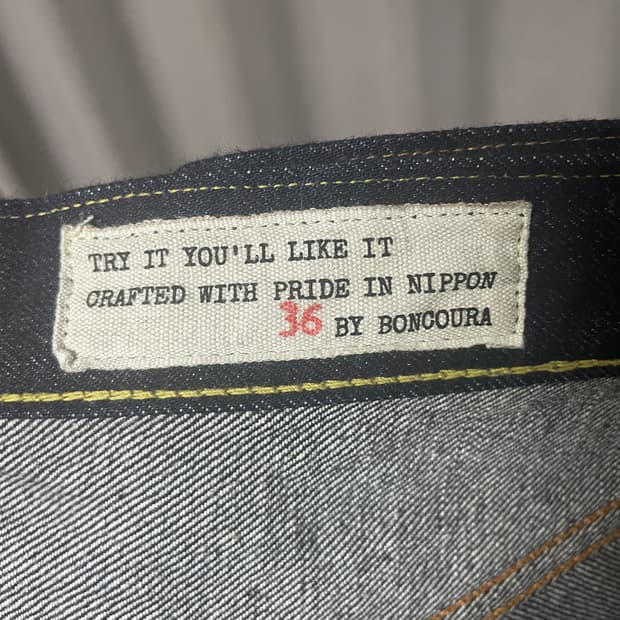 TRY IT YOU'LL LIKE IT
CRAFTED WITH PRIDE IN NIPPON
36 BY BONCOURA